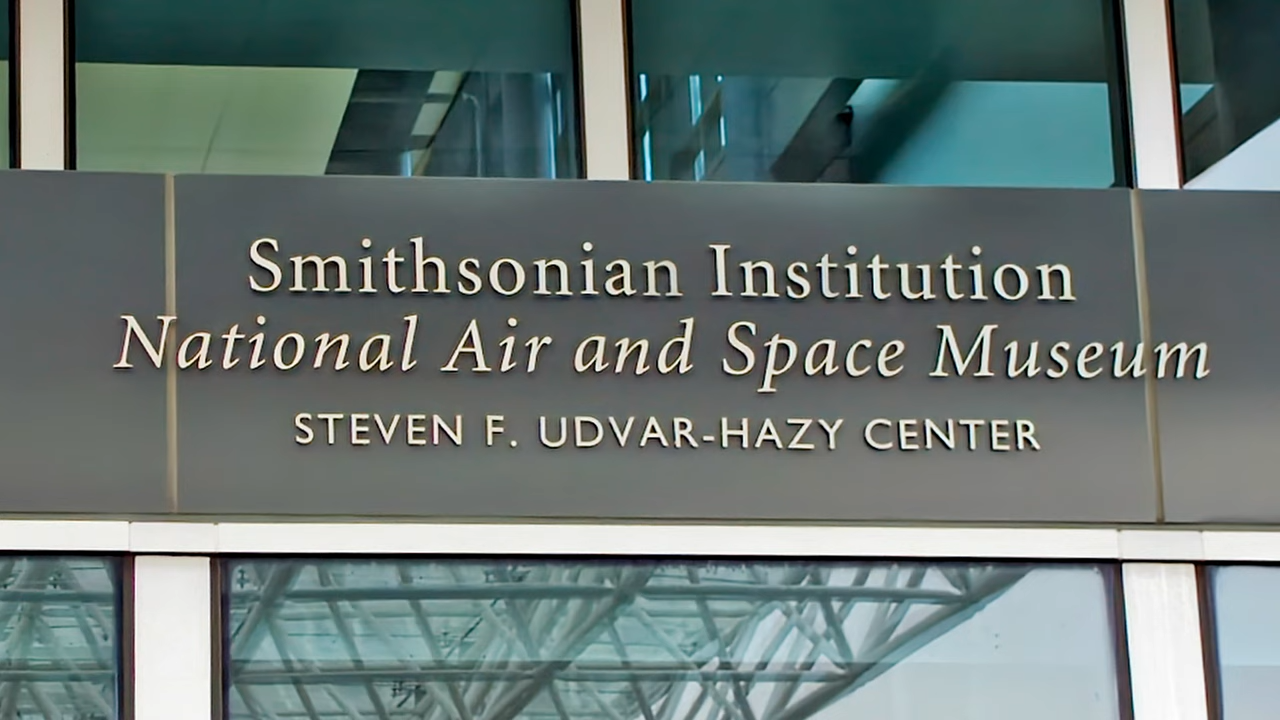 Smithsonian Institution
National Air and Space Museum
STEVEN F. UDVAR-HAZY CENTER